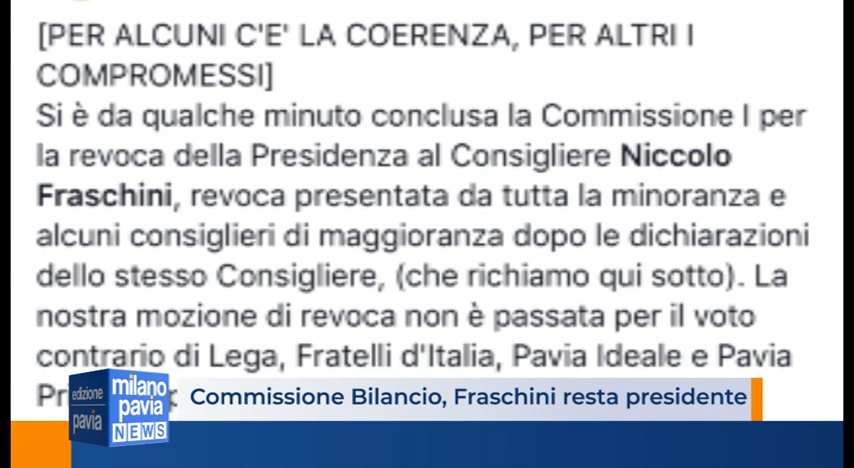 [PER ALCUNI C'E' LA COERENZA, PER ALTRI I
COMPROMESSI]
Si è da qualche minuto conclusa la Commissione I per
la revoca della Presidenza al Consigliere Niccolo
Fraschini, revoca presentata da tutta la minoranza e
alcuni consiglieri di maggioranza dopo le dichiarazioni
dello stesso Consigliere, (che richiamo qui sotto). La
nostra mozione di revoca non è passata per il voto
contrario di Lega, Fratelli d'Italia, Pavia Ideale e Pavia
Commissione Bilancio, Fraschini resta presidente
edizione
pavia
milano
pavia
NEWS